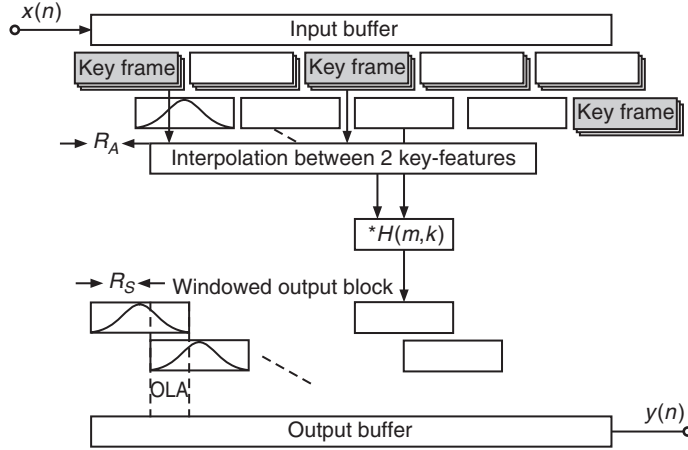 x(n)
Input buffer
Key frame
Key frame
Key frame
R_A
Interpolation between 2 key-features
*H(m,k)
R_S
Windowed output block
OLA
Output buffer
y(n)